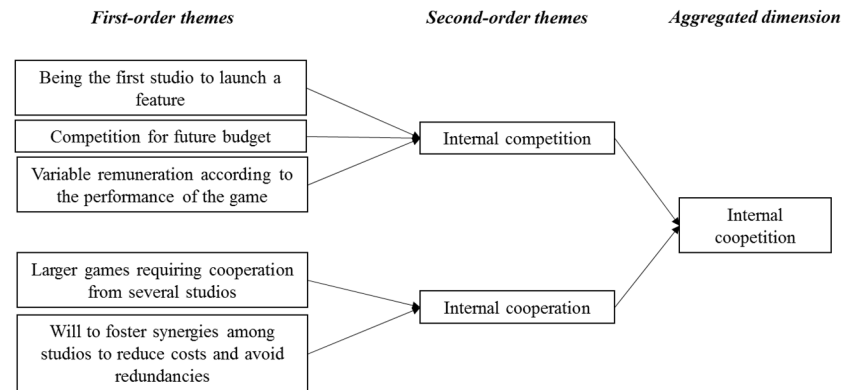 First-order themes
Second-order themes
Aggregated dimension
Being the first studio to launch a
feature
Competition for future budget
Variable remuneration according to
the performance of the game
Internal competition
Internal
coopetition
Larger games requiring cooperation
from several studios
Internal cooperation
Will to foster synergies among
studios to reduce costs and avoid
redundancies